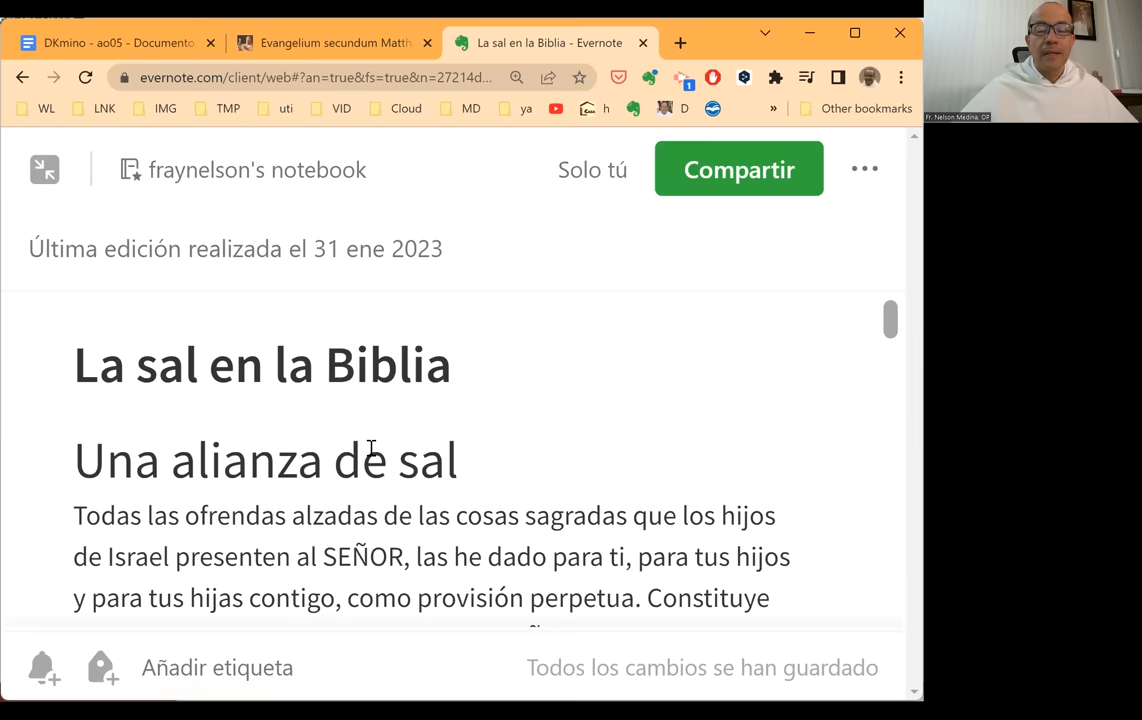 DKmino - ao05 - Documento
Evangelium secundum Matth
La sal en la Biblia - Evernote
evernote.com/client/web#?an=true&fs=true&n=27214d...
1
WL LNK IMG TMP uti VID Cloud MD ya h D » Other bookmarks
Fr. Nelson Medina, OP
fraynelson's notebook
Solo tú
Compartir
Última edición realizada el 31 ene 2023
La sal en la Biblia
Una alianza de sal
Todas las ofrendas alzadas de las cosas sagradas que los hijos
de Israel presenten al SEÑOR, las he dado para ti, para tus hijos
y para tus hijas contigo, como provisión perpetua. Constituye
Añadir etiqueta
Todos los cambios se han guardado